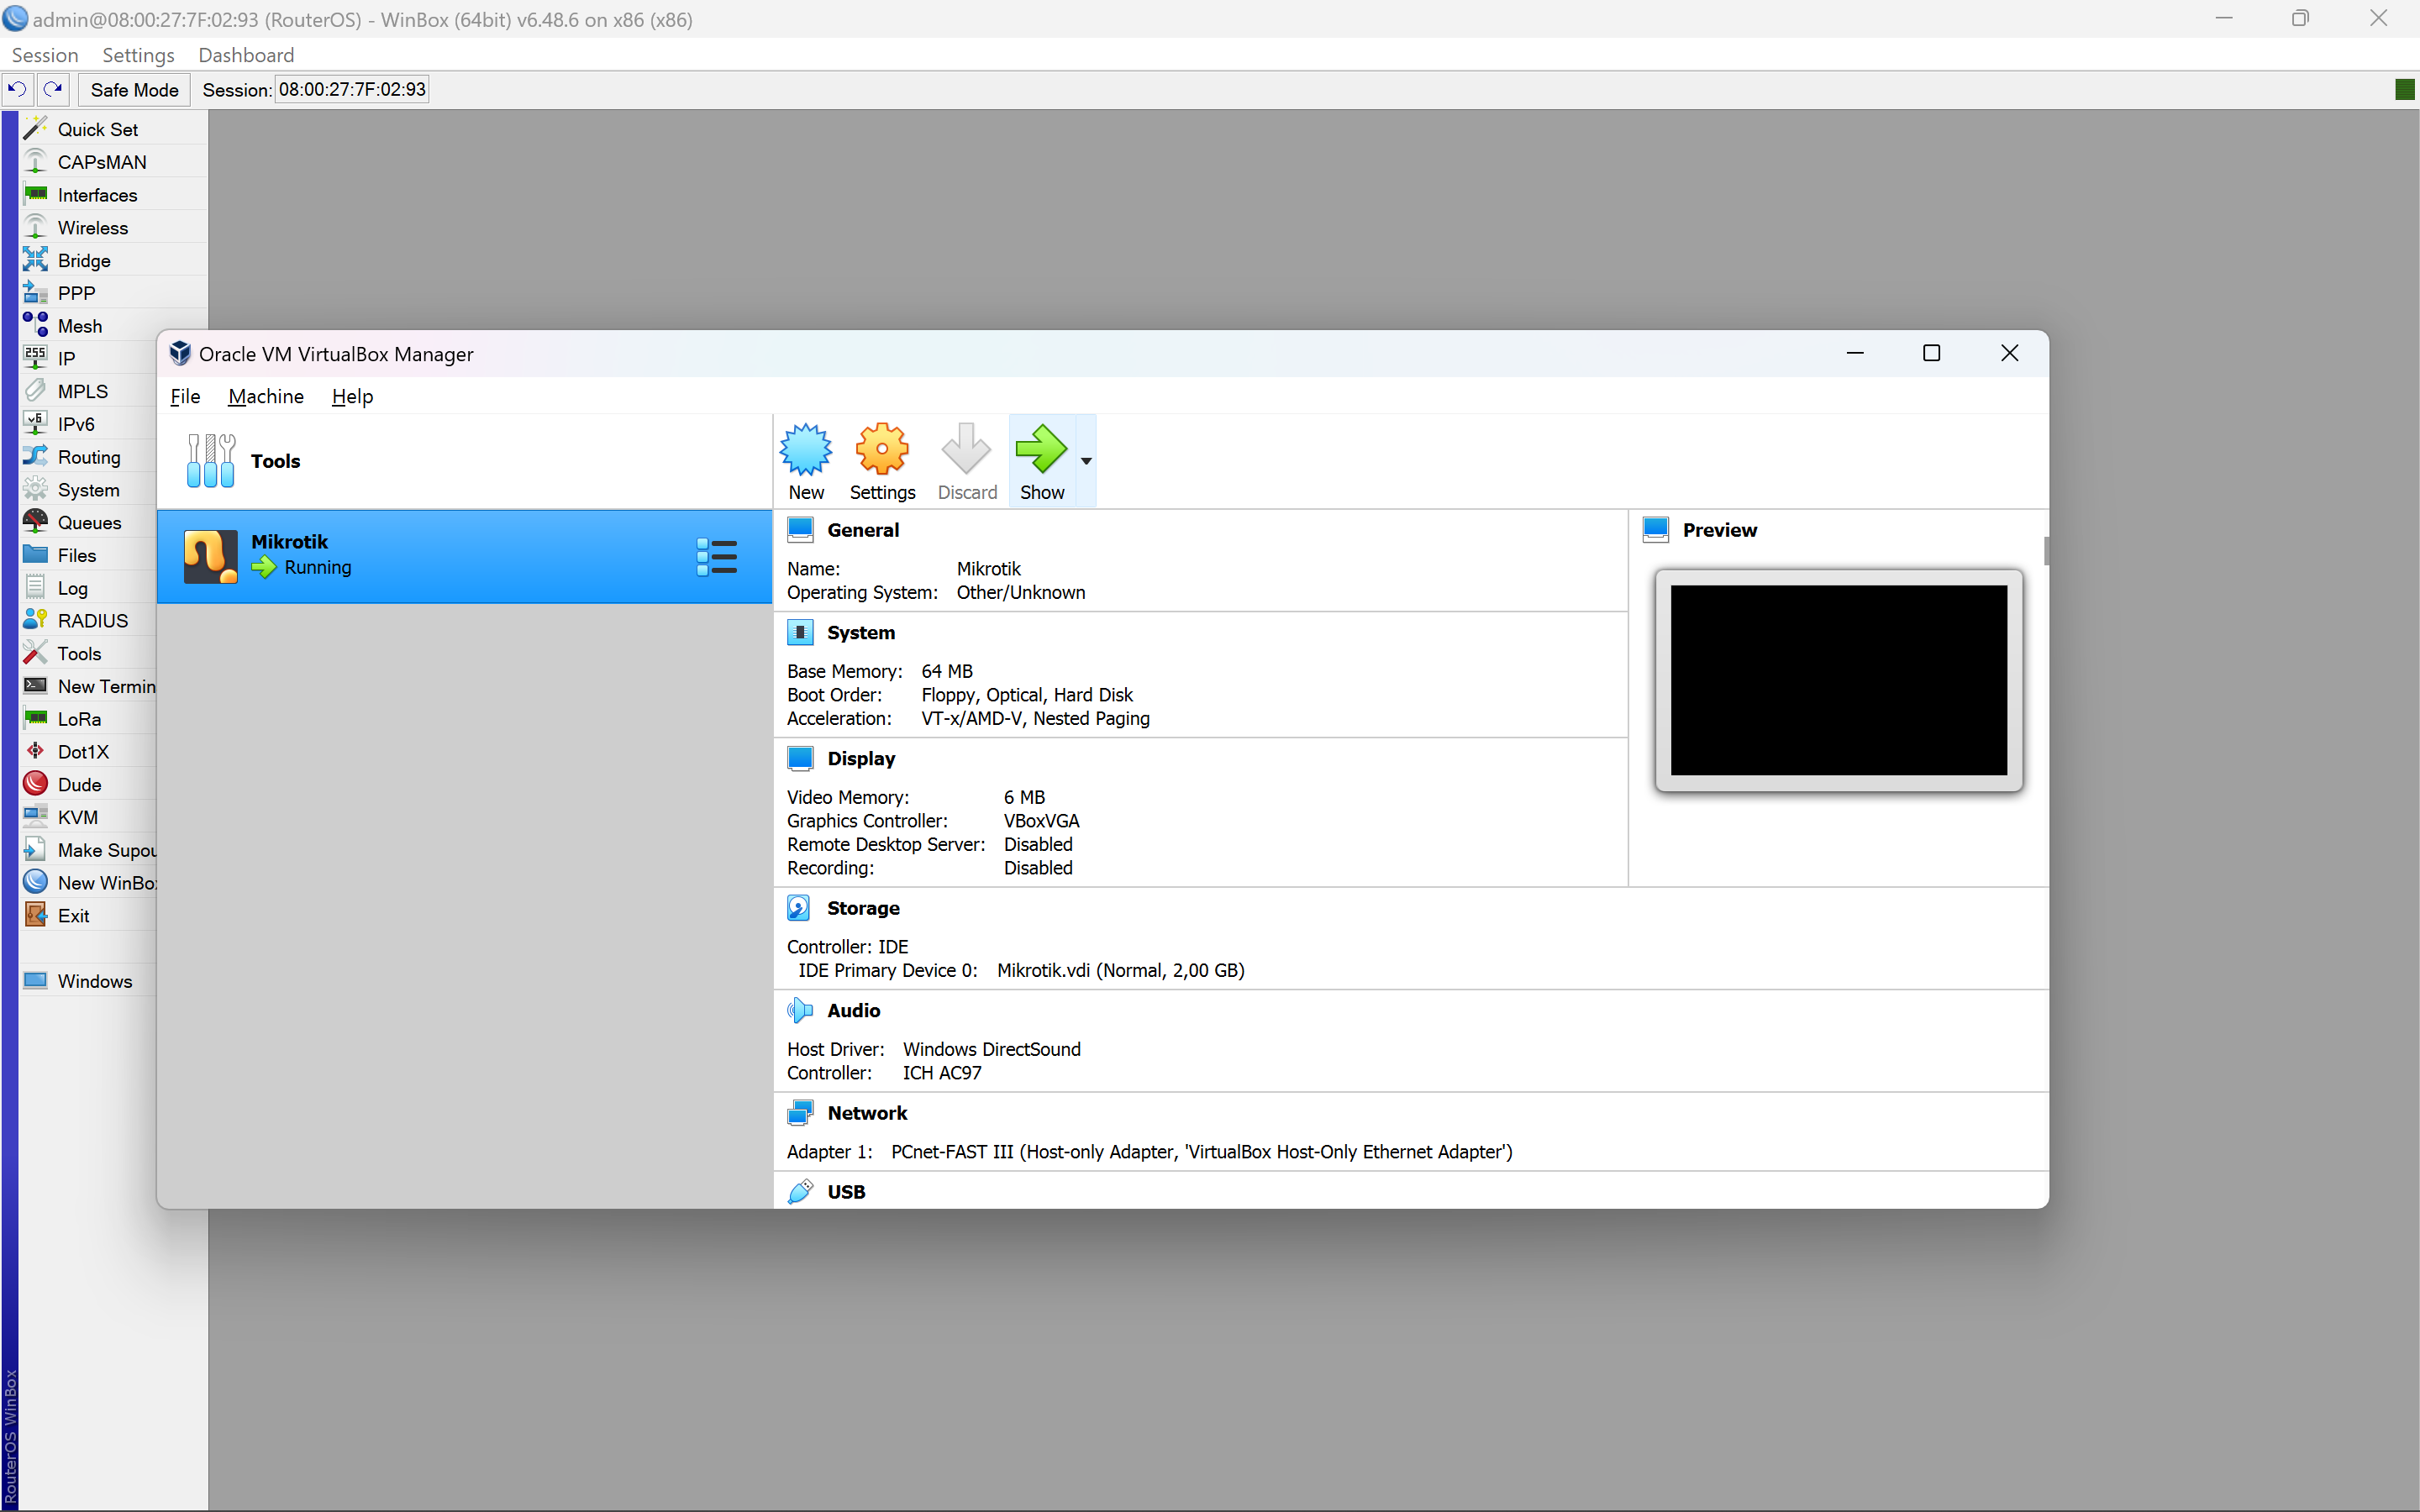 admin@08:00:27:7F:02:93 (RouterOS) - WinBox (64bit) v6.48.6 on x86 (x86)
Session Settings Dashboard
Safe Mode Session: 08:00:27:7F:02:93
Quick Set
CAPsMAN
Interfaces
Wireless
Bridge
PPP
Mesh
255 IP
MPLS
v6 IPv6
Routing
System
Queues
Files
Log
RADIUS
Tools
New Termin
LoRa
Dot1X
Dude
KVM
Make Supou
New WinBo
Exit
Windows
RouterOS WinBox
Oracle VM VirtualBox Manager
File Machine Help
Tools
New Settings Discard Show
Mikrotik
Running
General
Name: Mikrotik
Operating System: Other/Unknown
System
Base Memory: 64 MB
Boot Order: Floppy, Optical, Hard Disk
Acceleration: VT-x/AMD-V, Nested Paging
Display
Video Memory: 6 MB
Graphics Controller: VBoxVGA
Remote Desktop Server: Disabled
Recording: Disabled
Storage
Controller: IDE
IDE Primary Device 0: Mikrotik.vdi (Normal, 2,00 GB)
Audio
Host Driver: Windows DirectSound
Controller: ICH AC97
Network
Adapter 1: PCnet-FAST III (Host-only Adapter, 'VirtualBox Host-Only Ethernet Adapter')
USB
Preview